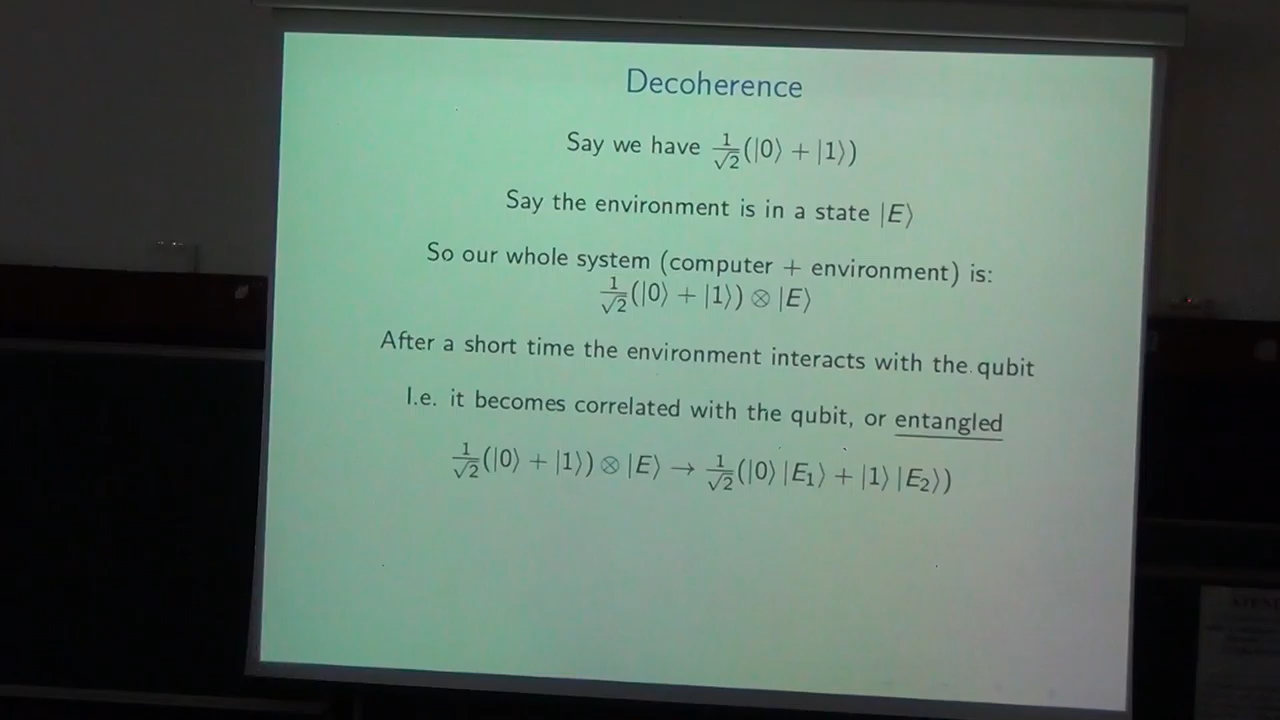 Decoherence
Say we have 1/√2(|0⟩ + |1⟩)
Say the environment is in a state |E⟩
So our whole system (computer + environment) is:
1/√2(|0⟩ + |1⟩) ⊗ |E⟩
After a short time the environment interacts with the qubit
I.e. it becomes correlated with the qubit, or entangled
1/√2(|0⟩ + |1⟩) ⊗ |E⟩ → 1/√2(|0⟩ |E₁⟩ + |1⟩ |E₂⟩)